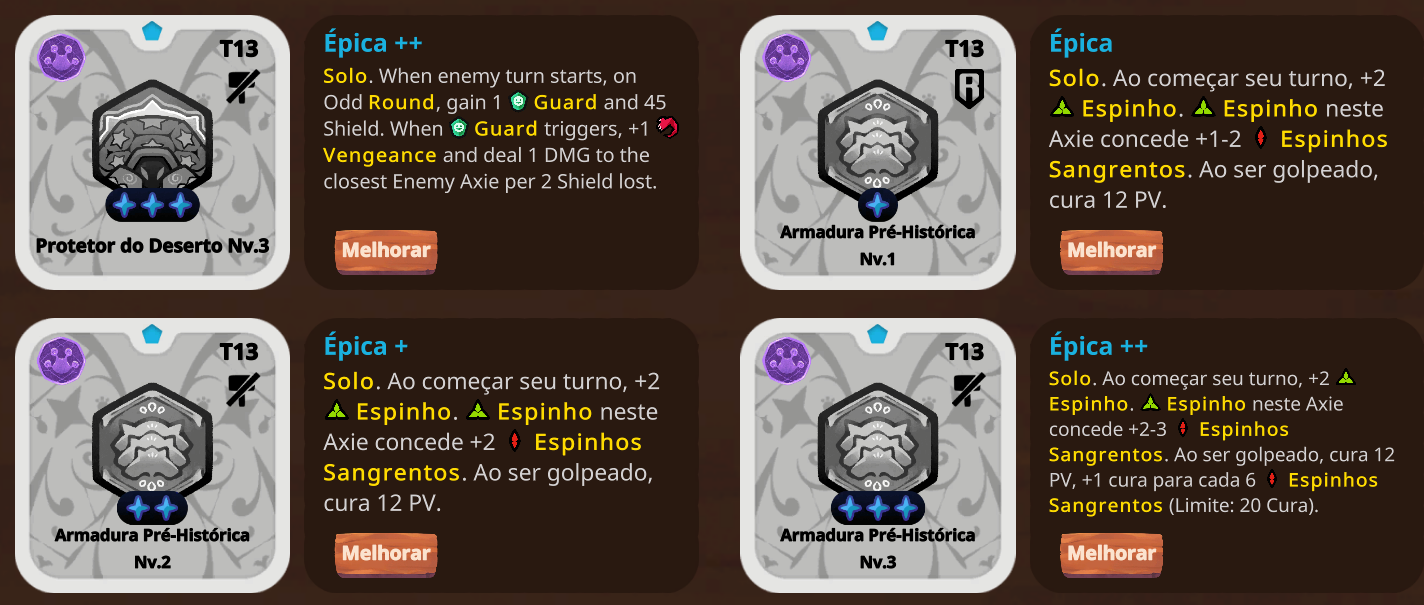 T13
Protetor do Deserto Nv.3
Épica ++
Solo. When enemy turn starts, on
Odd Round, gain 1 Guard and 45
Shield. When Guard triggers, +1
Vengeance and deal 1 DMG to the
closest Enemy Axie per 2 Shield lost.
Melhorar
T13
R
Armadura Pré-Histórica
Nv.1
Épica
Solo. Ao começar seu turno, +2
Espinho. Espinho neste
Axie concede +1-2 Espinhos
Sangrentos. Ao ser golpeado,
cura 12 PV.
Melhorar
T13
Armadura Pré-Histórica
Nv.2
Épica +
Solo. Ao começar seu turno, +2
Espinho. Espinho neste
Axie concede +2 Espinhos
Sangrentos. Ao ser golpeado,
cura 12 PV.
Melhorar
T13
Armadura Pré-Histórica
Nv.3
Épica ++
Solo. Ao começar seu turno, +2
Espinho. Espinho neste Axie
concede +2-3 Espinhos
Sangrentos. Ao ser golpeado, cura 12
PV, +1 cura para cada 6 Espinhos
Sangrentos (Limite: 20 Cura).
Melhorar